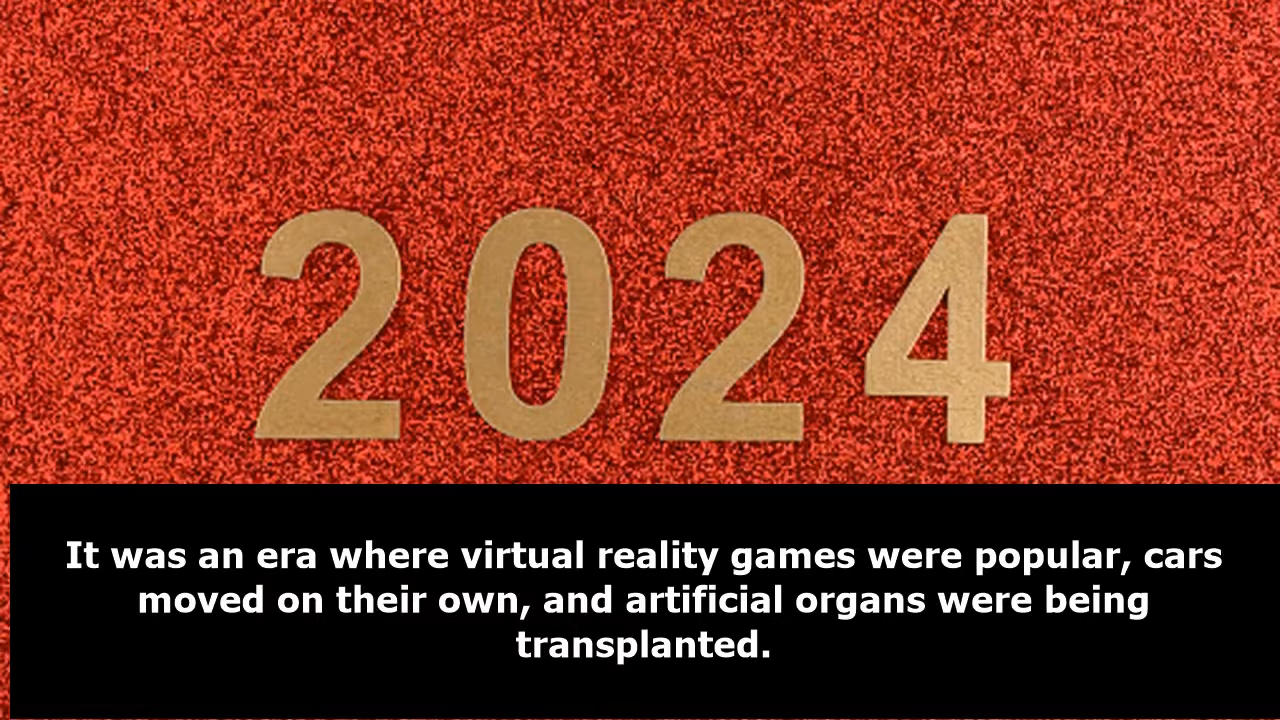 2024
It was an era where virtual reality games were popular, cars
moved on their own, and artificial organs were being
transplanted.